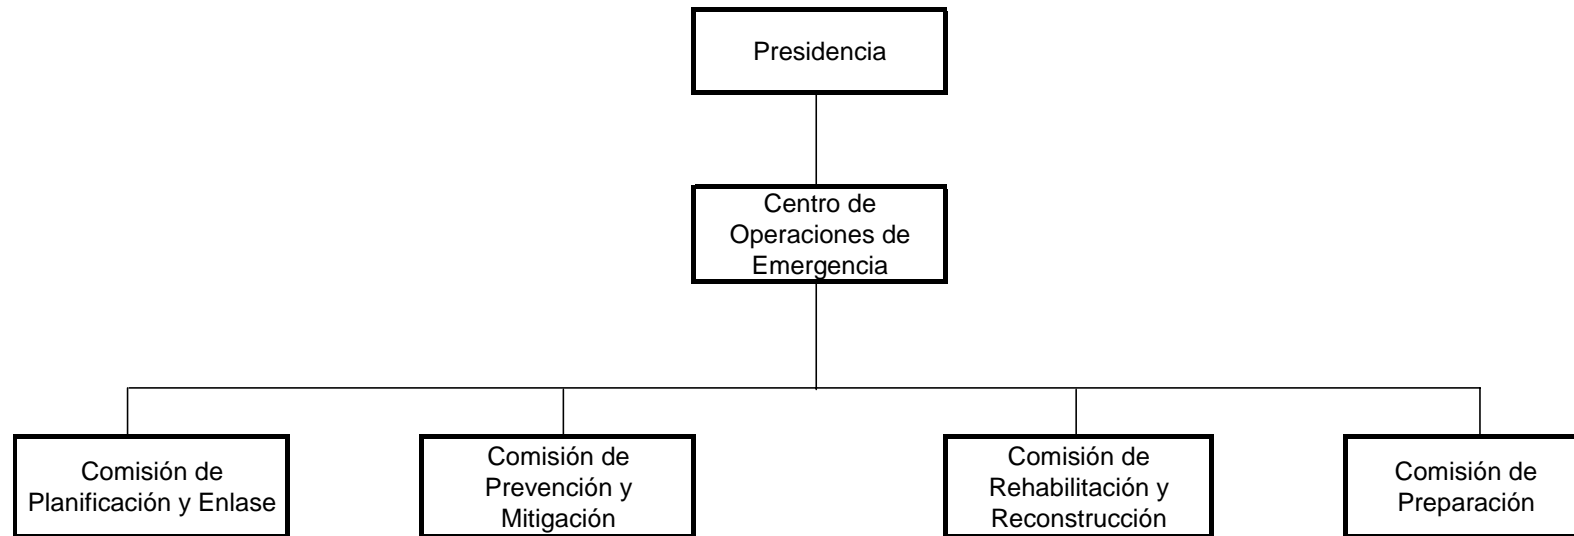 Presidencia
Centro de
Operaciones de
Emergencia
Comisión de
Planificación y Enlase
Comisión de
Prevención y
Mitigación
Comisión de
Rehabilitación y
Reconstrucción
Comisión de
Preparación